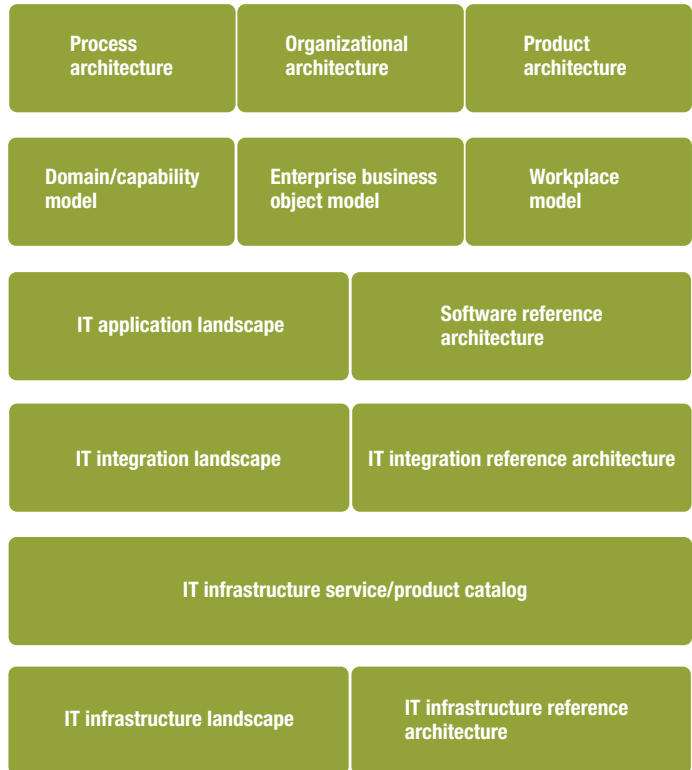 Process
architecture
Organizational
architecture
Product
architecture
Domain/capability
model
Enterprise business
object model
Workplace
model
IT application landscape
Software reference
architecture
IT integration landscape
IT integration reference architecture
IT infrastructure service/product catalog
IT infrastructure landscape
IT infrastructure reference
architecture